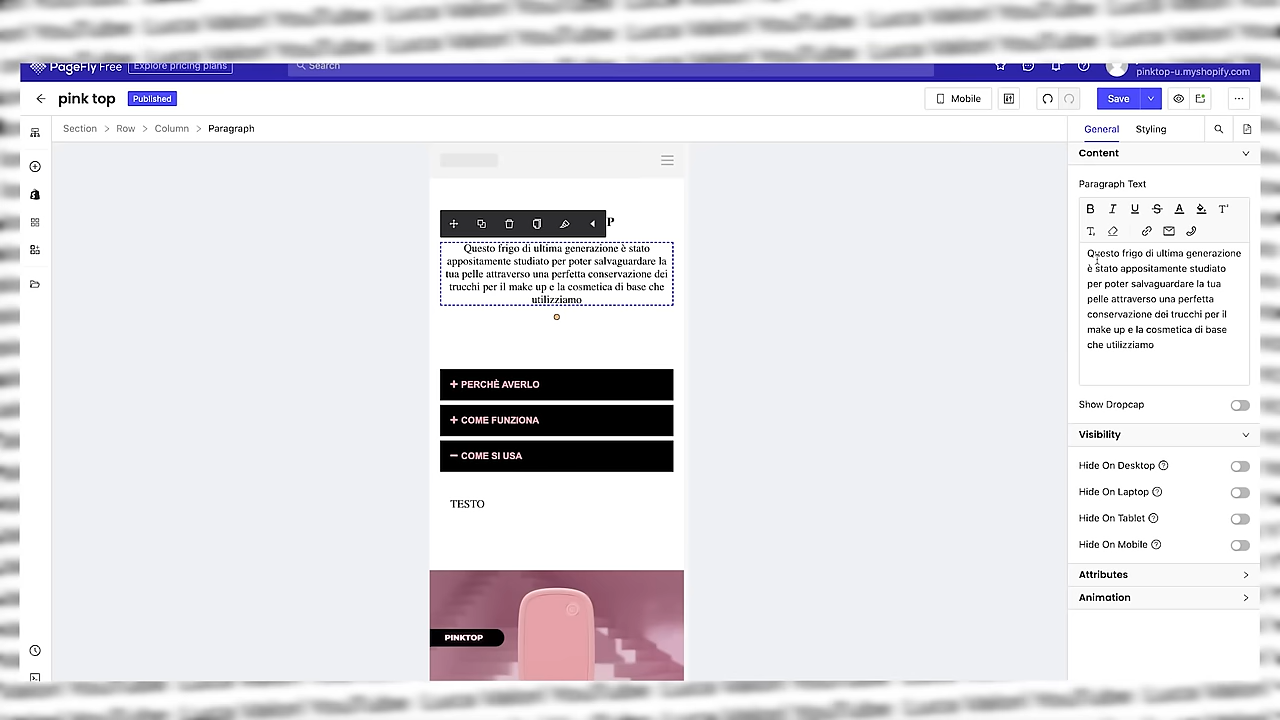 PageFly Free
Explore pricing plans
Search
pinktop-u.myshopify.com
pink top
Published
Mobile
Save
Section > Row > Column > Paragraph
General
Styling
Content
Paragraph Text
B I U S A T
Questo frigo di ultima generazione
è stato appositamente studiato
per poter salvaguardare la tua
pelle attraverso una perfetta
conservazione dei trucchi per il
make up e la cosmetica di base
che utilizziamo
Show Dropcap
Visibility
Hide On Desktop
Hide On Laptop
Hide On Tablet
Hide On Mobile
Attributes
Animation
P
Questo frigo di ultima generazione è stato
appositamente studiato per poter salvaguardare la
tua pelle attraverso una perfetta conservazione dei
trucchi per il make up e la cosmetica di base che
utilizziamo
+ PERCHÈ AVERLO
+ COME FUNZIONA
− COME SI USA
TESTO
PINKTOP